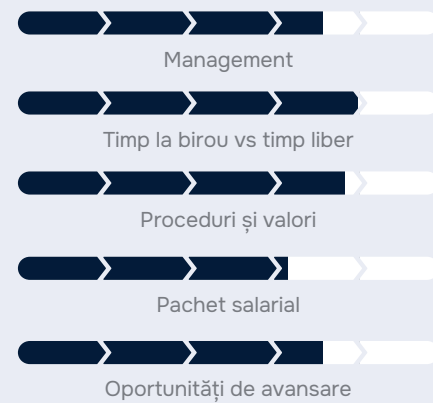 Management
Timp la birou vs timp liber
Proceduri și valori
Pachet salarial
Oportunități de avansare